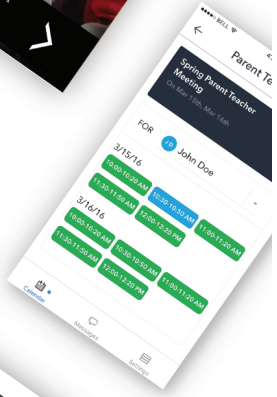 BELL
Parent Te
Spring Parent Teacher
Meeting
On Mar 15th, Mar 16th
FOR
JD John Doe
3/15/16
10:00-10:20 AM 10:30-10:50 AM 11:00-11:20 AM
11:30-11:50 AM 12:00-12:20 PM
3/16/16
10:00-10:20 AM 10:30-10:50 AM 11:00-11:20 AM
11:30-11:50 AM 12:00-12:20 PM
Calendar Messages Settings